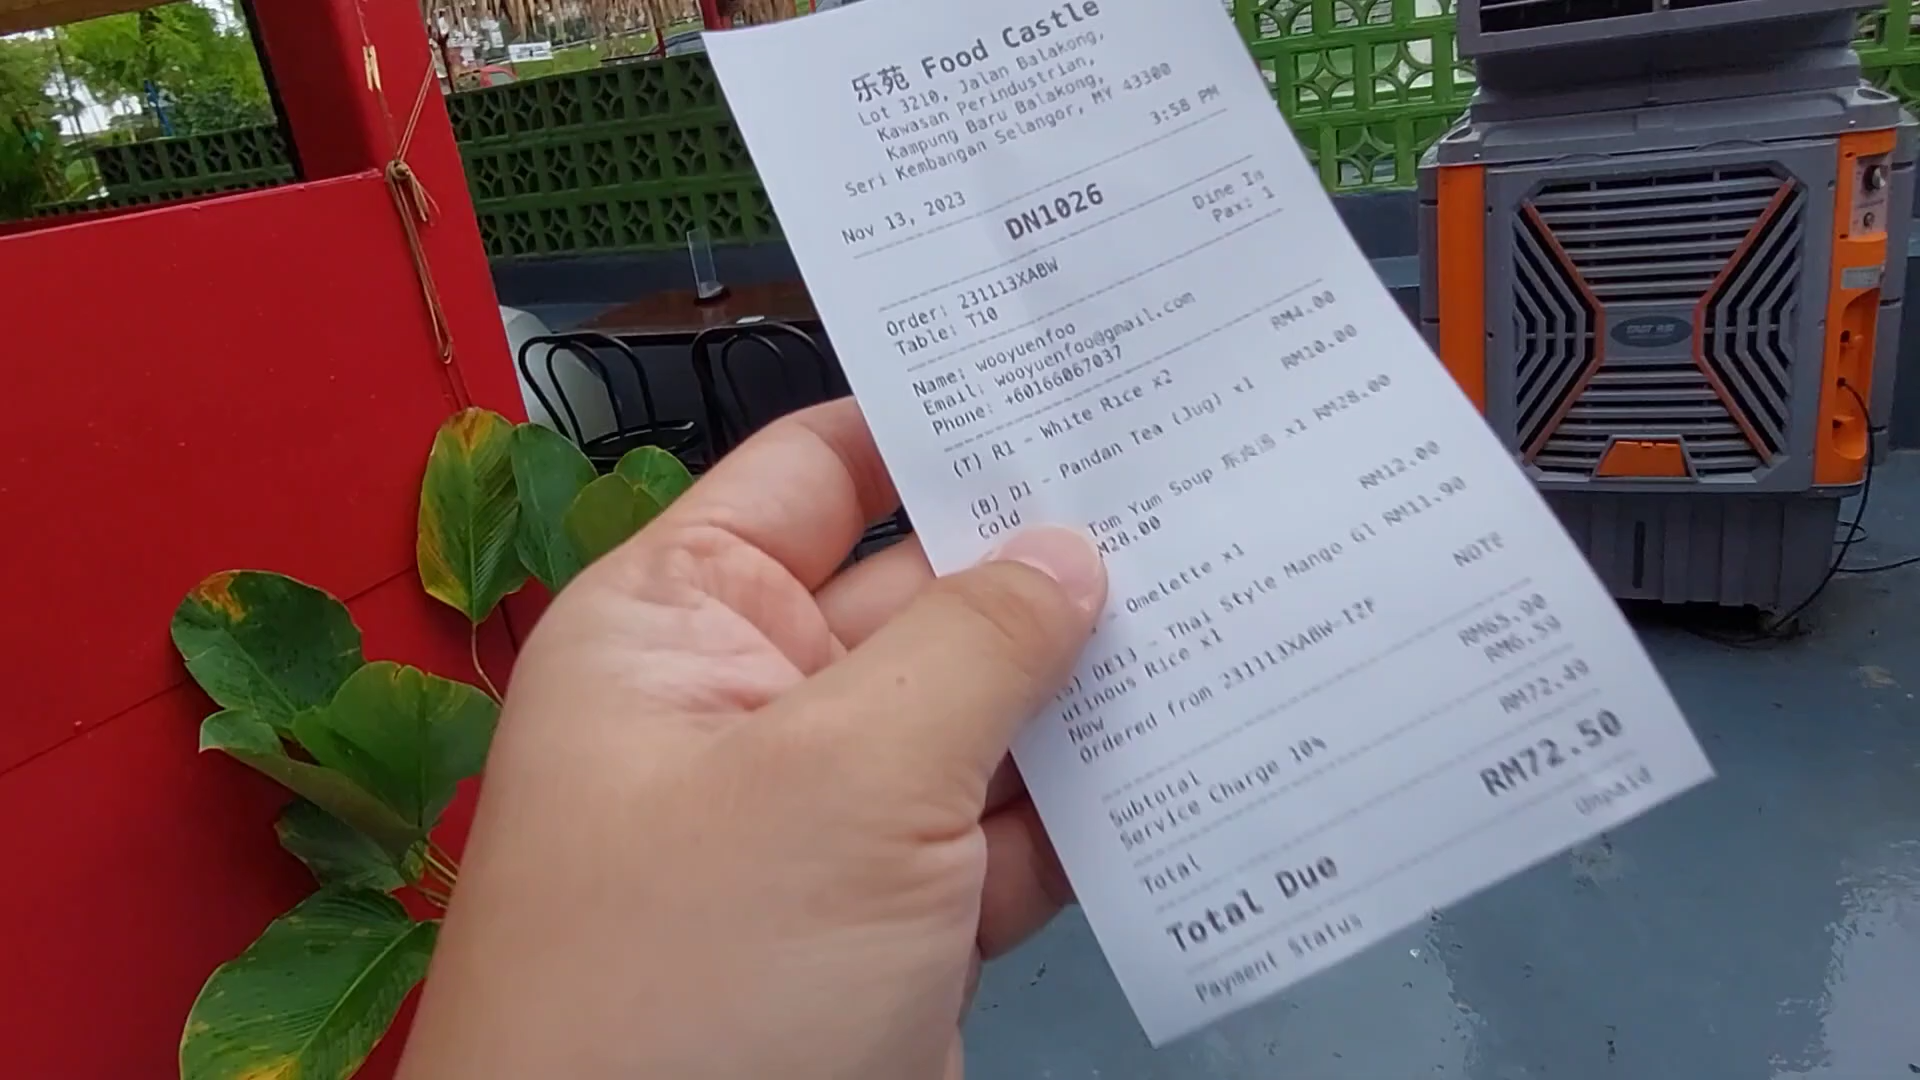 乐苑 Food Castle
Lot 3210, Jalan Balakong,
Kawasan Perindustrian,
Kampung Baru Balakong,
Seri Kembangan Selangor, MY 43300
Nov 13, 2023 3:58 PM
DN1026
Dine In
Pax: 1
Order: 231113XABW
Table: T10
Name: wooyuenfoo
Email: wooyuenfoo@gmail.com
Phone: +60166067037
(T) R1 - White Rice x2 RM4.00
(B) D1 - Pandan Tea (Jug) x1 RM10.00
Cold
Tom Yum Soup x1 RM28.00
M28.00
- Omelette x1 RM12.00
DE13 - Thai Style Mango Gl RM11.90
utinous Rice x1
Now NOTE
Ordered from 231113XABW-IZF
Subtotal RM65.90
Service Charge 10% RM6.59
Total RM72.49
Total Due RM72.50
Payment Status Unpaid